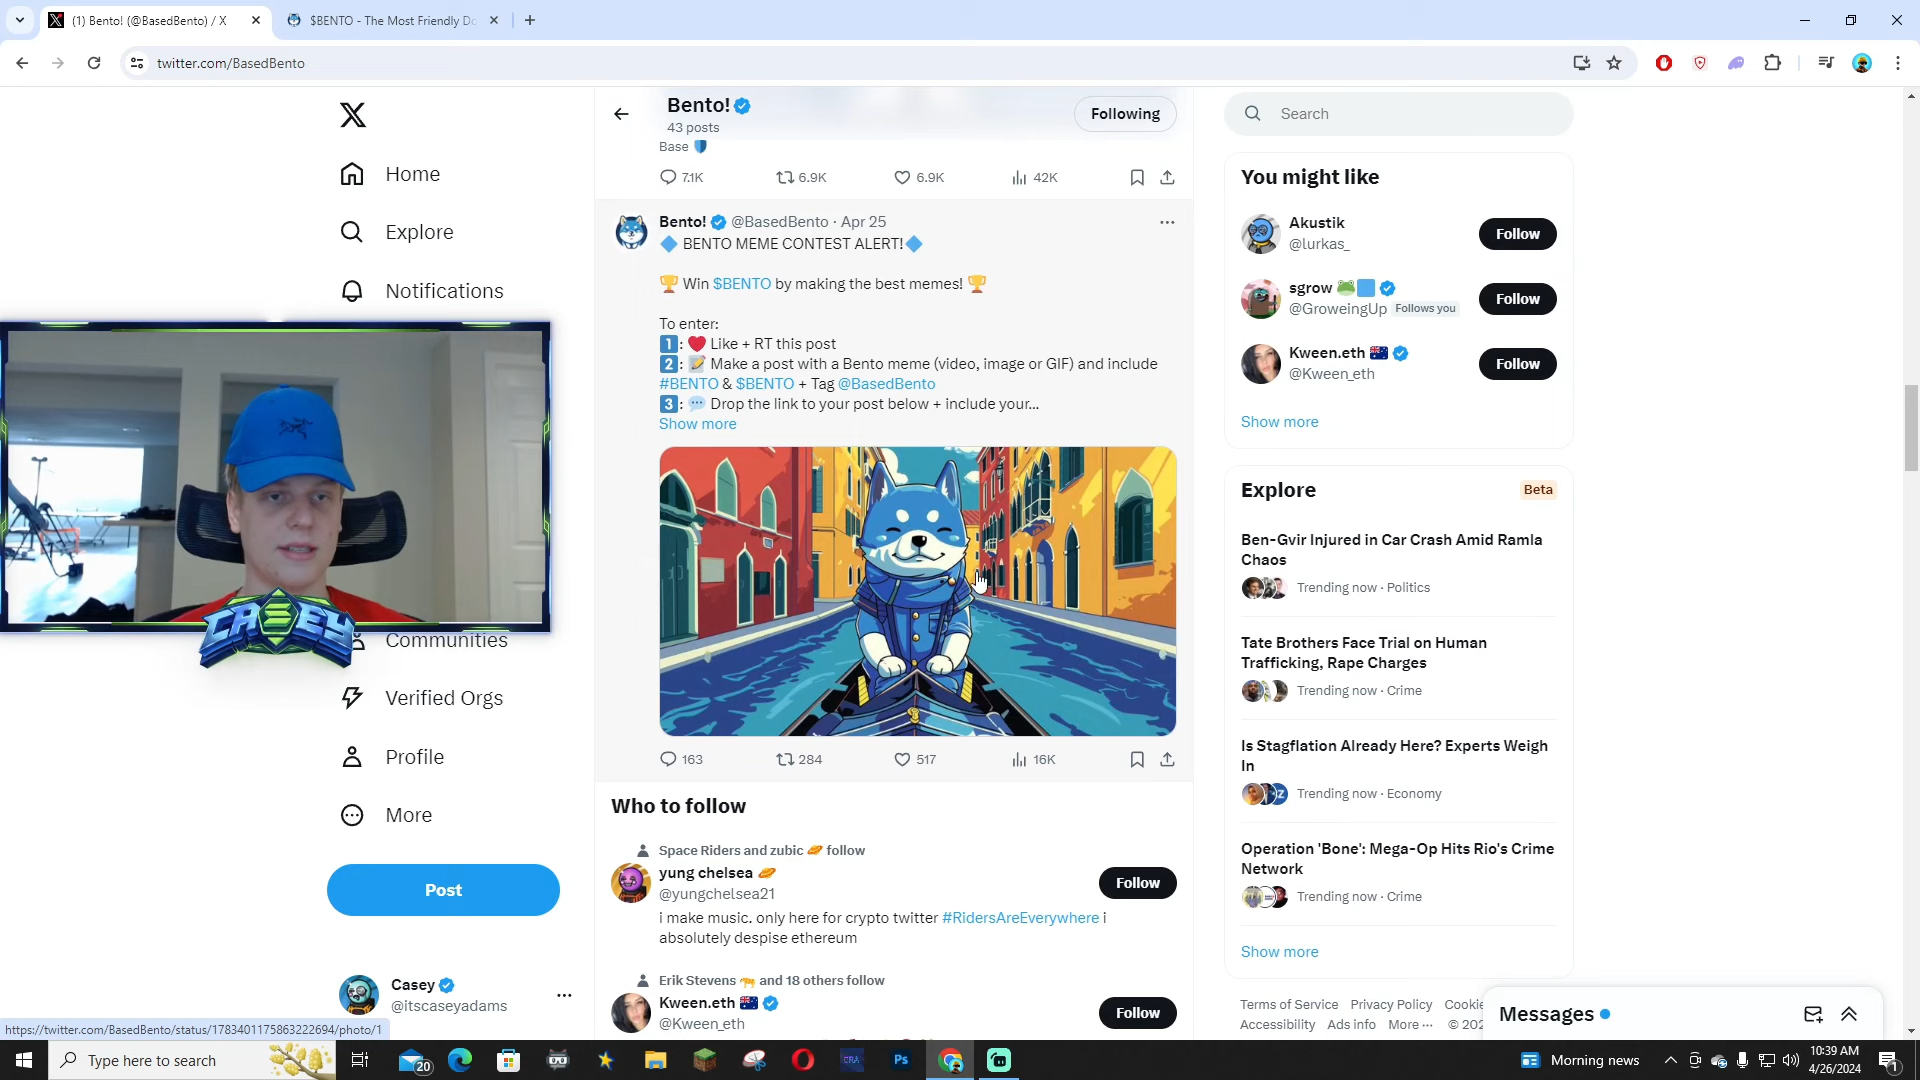 (1) Bento! (@BasedBento) / X
$BENTO - The Most Friendly Do
twitter.com/BasedBento
Home
Explore
Notifications
Communities
Verified Orgs
Profile
More
Post
Casey
@itscaseyadams
CASEY
https://twitter.com/BasedBento/status/1783401175863222694/photo/1
Bento!
43 posts
Following
Base
7.1K 6.9K 6.9K 42K
Bento! @BasedBento · Apr 25
🔷 BENTO MEME CONTEST ALERT!🔷
🏆 Win $BENTO by making the best memes! 🏆
To enter:
1️⃣: ❤️ Like + RT this post
2️⃣: 📝 Make a post with a Bento meme (video, image or GIF) and include
#BENTO & $BENTO + Tag @BasedBento
3️⃣: 💬 Drop the link to your post below + include your...
Show more
163 284 517 16K
Who to follow
Space Riders and zubic follow
yung chelsea
@yungchelsea21
Follow
i make music. only here for crypto twitter #RidersAreEverywhere i
absolutely despise ethereum
Erik Stevens and 18 others follow
Kween.eth
@Kween_eth
Follow
Search
You might like
Akustik
@lurkas_
Follow
sgrow
@GroweingUp Follows you
Follow
Kween.eth
@Kween_eth
Follow
Show more
Explore
Beta
Ben-Gvir Injured in Car Crash Amid Ramla
Chaos
Trending now · Politics
Tate Brothers Face Trial on Human
Trafficking, Rape Charges
Trending now · Crime
Is Stagflation Already Here? Experts Weigh
In
Trending now · Economy
Operation 'Bone': Mega-Op Hits Rio's Crime
Network
Trending now · Crime
Show more
Terms of Service Privacy Policy Cookie
Accessibility Ads info More ··· © 202
Messages
Type here to search
20
CRA
Ps
Morning news
10:39 AM
4/26/2024
1